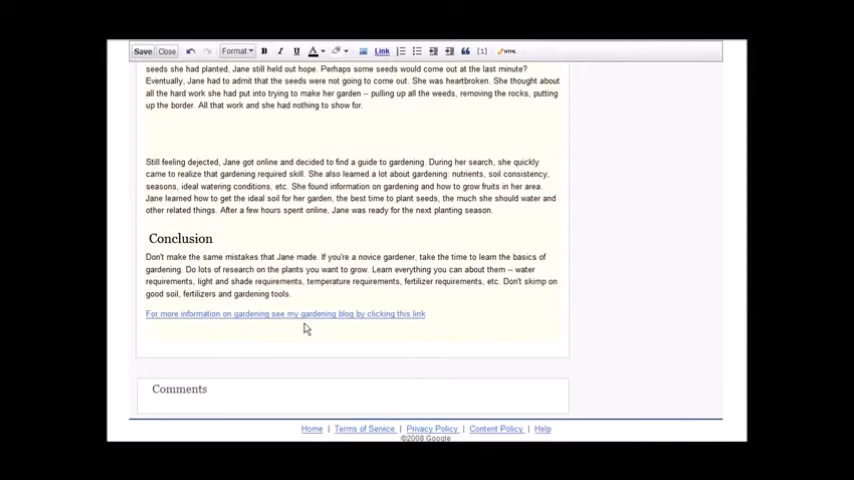 Save Close Format B I U A Link [1] HTML
seeds she had planted, Jane still held out hope. Perhaps some seeds would come out at the last minute?
Eventually, Jane had to admit that the seeds were not going to come out. She was heartbroken. She thought about
all the hard work she had put into trying to make her garden -- pulling up all the weeds, removing the rocks, putting
up the border. All that work and she had nothing to show for.
Still feeling dejected, Jane got online and decided to find a guide to gardening. During her search, she quickly
came to realize that gardening required skill. She also learned a lot about gardening: nutrients, soil consistency,
seasons, ideal watering conditions, etc. She found information on gardening and how to grow fruits in her area.
Jane learned how to get the ideal soil for her garden, the best time to plant seeds, the much she should water and
other related things. After a few hours spent online, Jane was ready for the next planting season.
Conclusion
Don't make the same mistakes that Jane made. If you're a novice gardener, take the time to learn the basics of
gardening. Do lots of research on the plants you want to grow. Learn everything you can about them -- water
requirements, light and shade requirements, temperature requirements, fertilizer requirements, etc. Don't skimp on
good soil, fertilizers and gardening tools.
For more information on gardening see my gardening blog by clicking this link
Comments
Home | Terms of Service | Privacy Policy | Content Policy | Help
©2008 Google